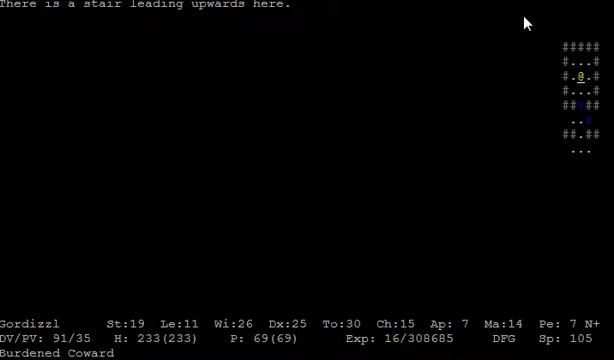 There is a stair leading upwards here.
#####
#...#
#.@.#
#...#
## ##
..
##.##
...
Gordizzl St:19 Le:11 Wi:26 Dx:25 To:30 Ch:15 Ap: 7 Ma:14 Pe: 7 N+
DV/PV: 91/35 H: 233(233) P: 69(69) Exp: 16/308685 DFG Sp: 105
Burdened Coward